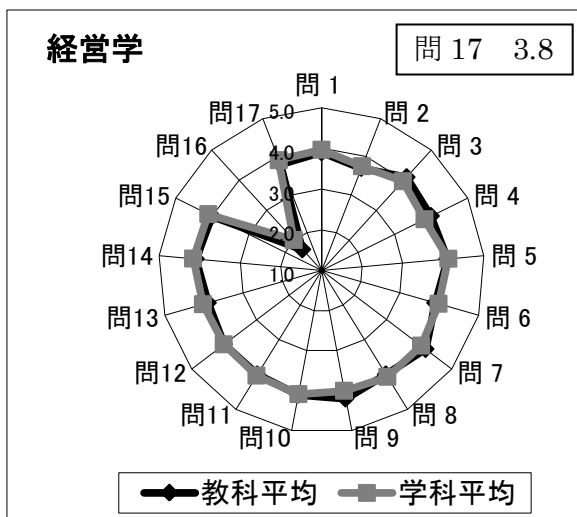 経営学
問 17 3.8
問 1
問 2
問 3
問 4
問 5
問 6
問 7
問 8
問 9
問10
問11
問12
問13
問14
問15
問16
問17
5.0
4.0
3.0
2.0
1.0
教科平均 学科平均